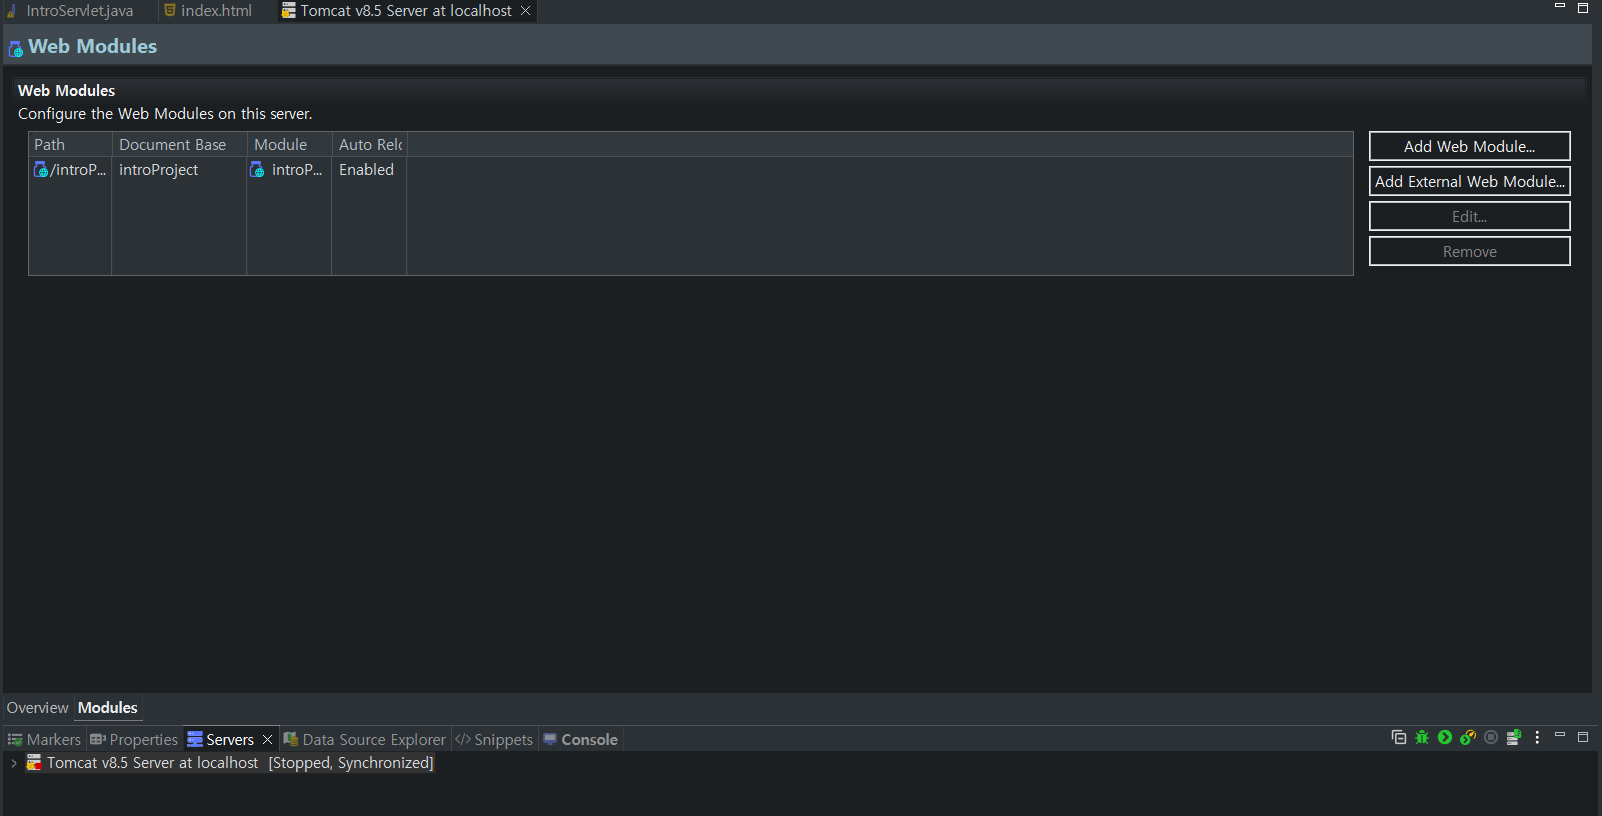 IntroServlet.java index.html Tomcat v8.5 Server at localhost
Web Modules
Web Modules
Configure the Web Modules on this server.
Path Document Base Module Auto Relo
/introP... introProject introP... Enabled
Add Web Module...
Add External Web Module...
Edit...
Remove
Overview Modules
Markers Properties Servers Data Source Explorer Snippets Console
Tomcat v8.5 Server at localhost [Stopped, Synchronized]